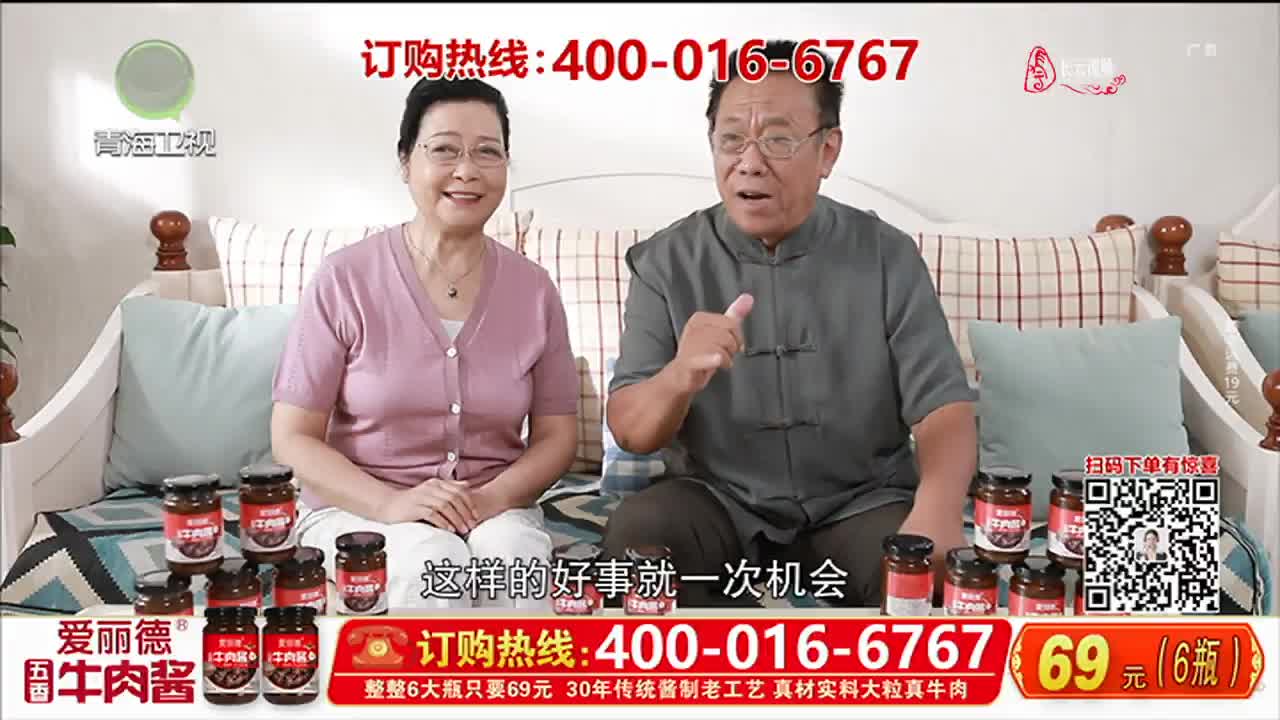 订购热线:400-016-6767
长云视频
广告
青海卫视
扫码下单有惊喜
这样的好事就一次机会
爱丽德®
五香
牛肉酱
订购热线:400-016-6767
整整6大瓶只要69元 30年传统酱制老工艺 真材实料大粒真牛肉
69元(6瓶)